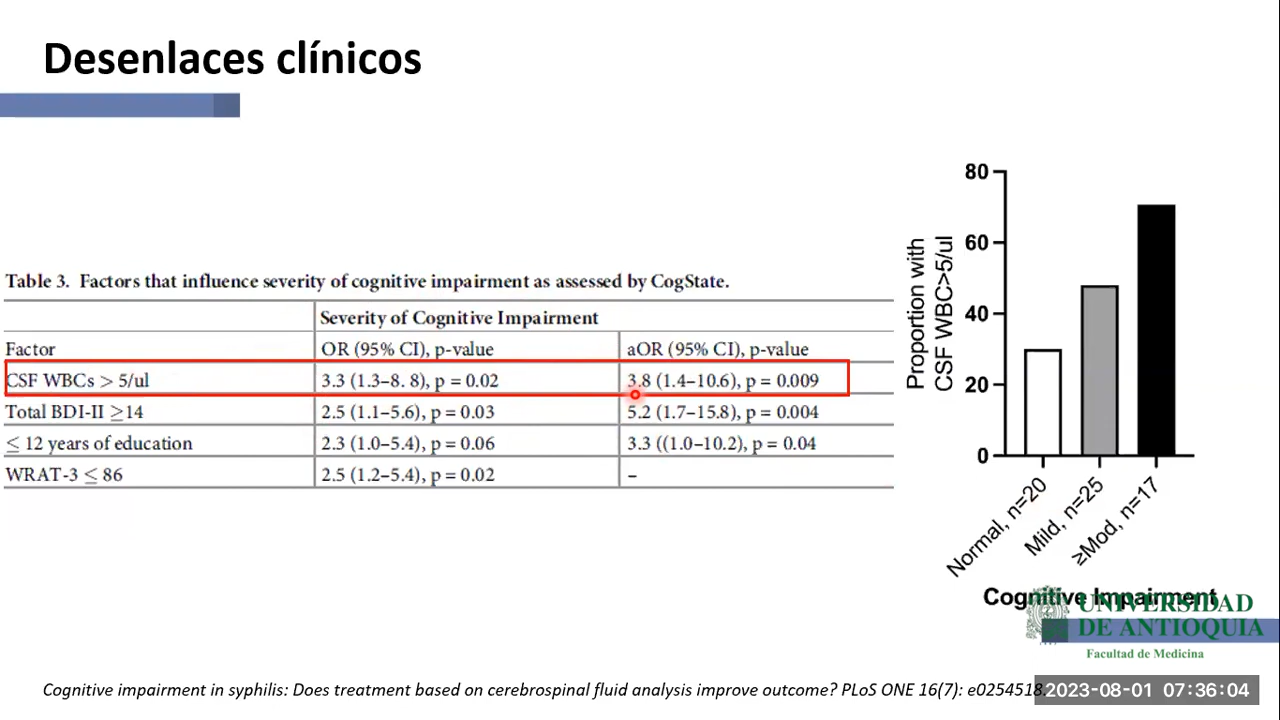 Desenlaces clínicos
Table 3. Factors that influence severity of cognitive impairment as assessed by CogState.
Severity of Cognitive Impairment
Factor OR (95% CI), p-value aOR (95% CI), p-value
CSF WBCs > 5/ul 3.3 (1.3–8. 8), p = 0.02 3.8 (1.4–10.6), p = 0.009
Total BDI-II ≥14 2.5 (1.1–5.6), p = 0.03 5.2 (1.7–15.8), p = 0.004
≤ 12 years of education 2.3 (1.0–5.4), p = 0.06 3.3 ((1.0–10.2), p = 0.04
WRAT-3 ≤ 86 2.5 (1.2–5.4), p = 0.02 –
Proportion with
CSF WBC>5/ul
80
60
40
20
0
Normal, n=20
Mild, n=25
≥Mod, n=17
Cognitive Impairment
UNIVERSIDAD
DE ANTIOQUIA
Facultad de Medicina
Cognitive impairment in syphilis: Does treatment based on cerebrospinal fluid analysis improve outcome? PLoS ONE 16(7): e0254518.
2023-08-01 07:36:04